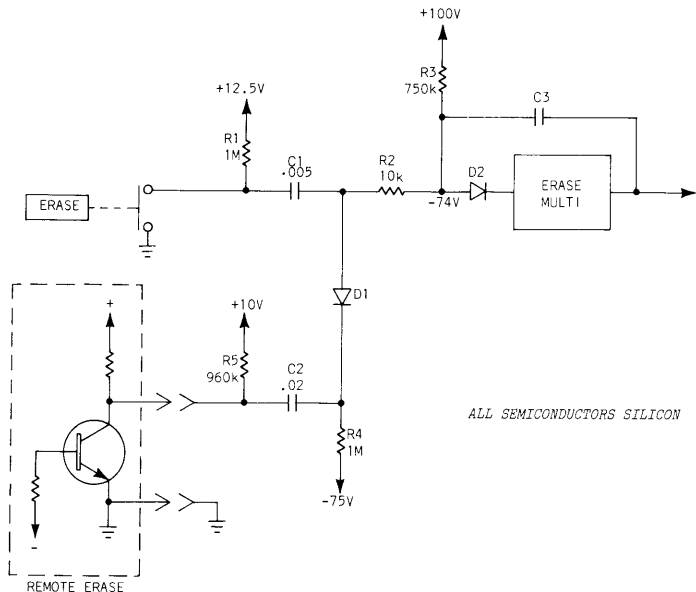 +100V
R3
750k
+12.5V
C3
R1
1M
C1
.005
R2
10k
D2
-74V
ERASE
MULTI
ERASE
D1
+
+10V
R5
960k
C2
.02
ALL SEMICONDUCTORS SILICON
R4
1M
-75V
-
REMOTE ERASE